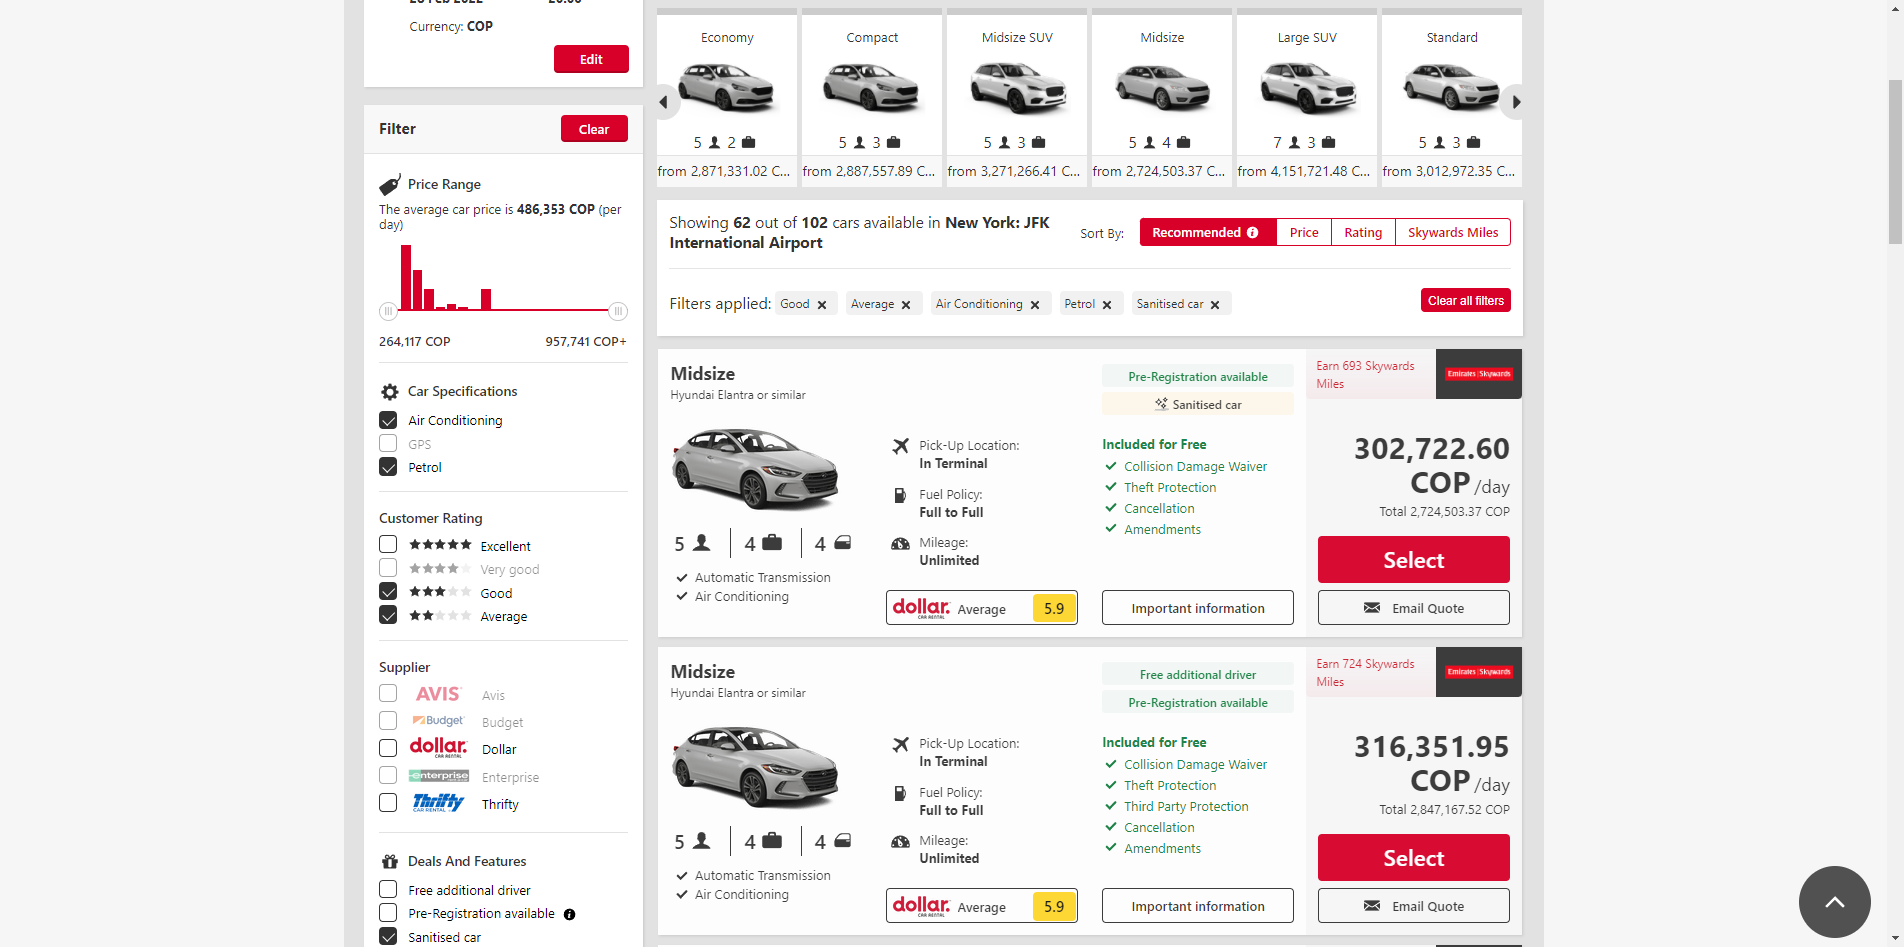 Currency: COP
Edit
Filter
Clear
Price Range
The average car price is 486,353 COP (per
day)
264,117 COP
957,741 COP+
Car Specifications
Air Conditioning
GPS
Petrol
Customer Rating
Excellent
Very good
Good
Average
Supplier
AVIS Avis
Budget Budget
dollar. CAR RENTAL Dollar
enterprise Enterprise
Thrifty CAR RENTAL Thrifty
Deals And Features
Free additional driver
Pre-Registration available
Sanitised car
Economy
5 2
from 2,871,331.02 C...
Compact
5 3
from 2,887,557.89 C...
Midsize SUV
5 3
from 3,271,266.41 C...
Midsize
5 4
from 2,724,503.37 C...
Large SUV
7 3
from 4,151,721.48 C...
Standard
5 3
from 3,012,972.35 C...
Showing 62 out of 102 cars available in New York: JFK
International Airport
Sort By:
Recommended
Price
Rating
Skywards Miles
Filters applied:
Good
Average
Air Conditioning
Petrol
Sanitised car
Clear all filters
Midsize
Hyundai Elantra or similar
5 4 4
Automatic Transmission
Air Conditioning
Pick-Up Location:
In Terminal
Fuel Policy:
Full to Full
Mileage:
Unlimited
dollar. CAR RENTAL Average 5.9
Pre-Registration available
Sanitised car
Included for Free
Collision Damage Waiver
Theft Protection
Cancellation
Amendments
Important information
Earn 693 Skywards
Miles
Emirates Skywards
302,722.60
COP /day
Total 2,724,503.37 COP
Select
Email Quote
Midsize
Hyundai Elantra or similar
5 4 4
Automatic Transmission
Air Conditioning
Pick-Up Location:
In Terminal
Fuel Policy:
Full to Full
Mileage:
Unlimited
dollar. CAR RENTAL Average 5.9
Free additional driver
Pre-Registration available
Included for Free
Collision Damage Waiver
Theft Protection
Third Party Protection
Cancellation
Amendments
Important information
Earn 724 Skywards
Miles
Emirates Skywards
316,351.95
COP /day
Total 2,847,167.52 COP
Select
Email Quote